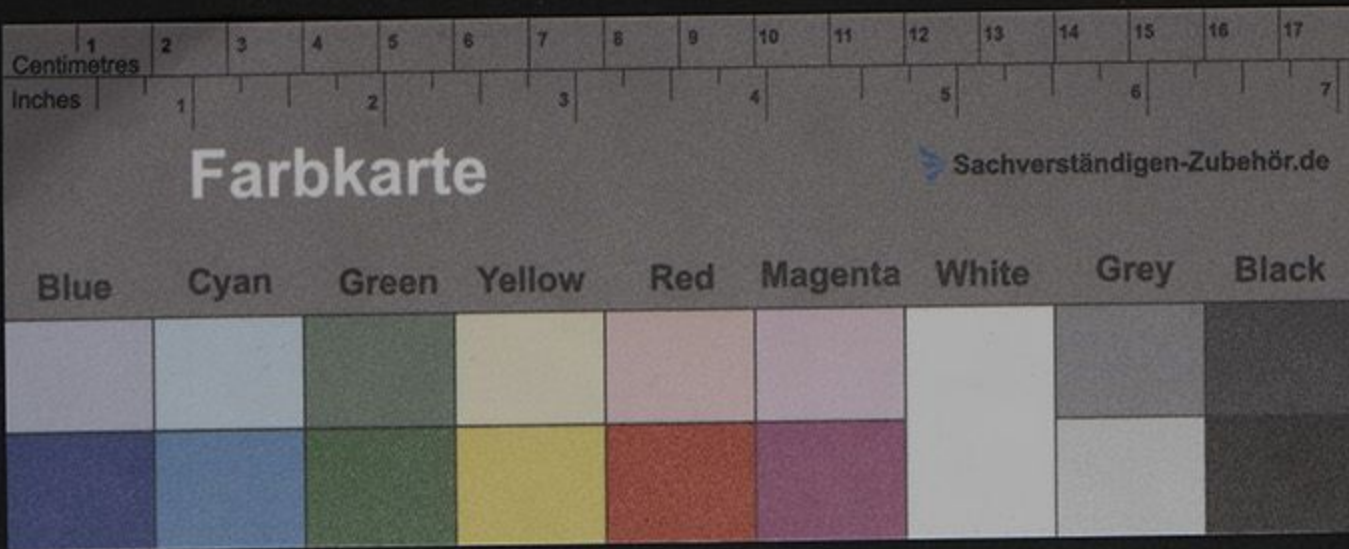 1 2 3 4 5 6 7 8 9 10 11 12 13 14 15 16 17
Centimetres
Inches 1 2 3 4 5 6 7
Farbkarte
Sachverständigen-Zubehör.de
Blue Cyan Green Yellow Red Magenta White Grey Black